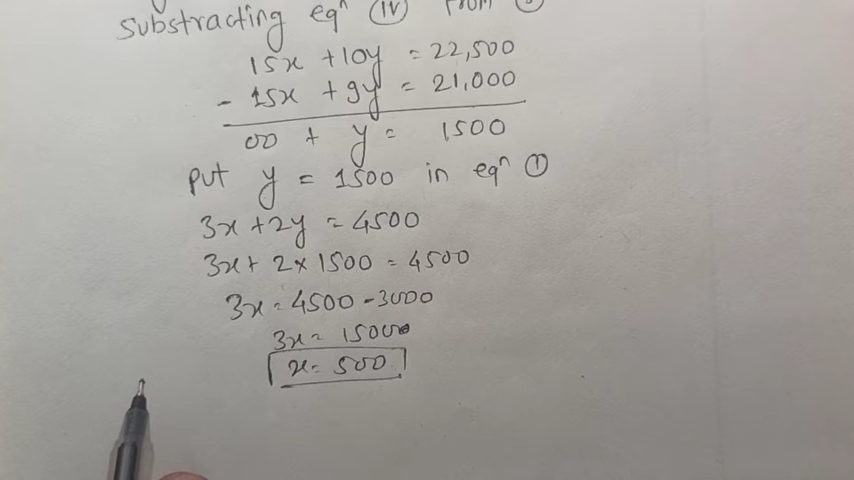 substracting eqⁿ (IV) from
15x + 10y = 22,500
- 15x + 9y = 21,000
00 + y = 1500
put y = 1500 in eqⁿ ①
3x + 2y = 4500
3x + 2 × 1500 = 4500
3x = 4500 - 3000
3x = 1500
x = 500